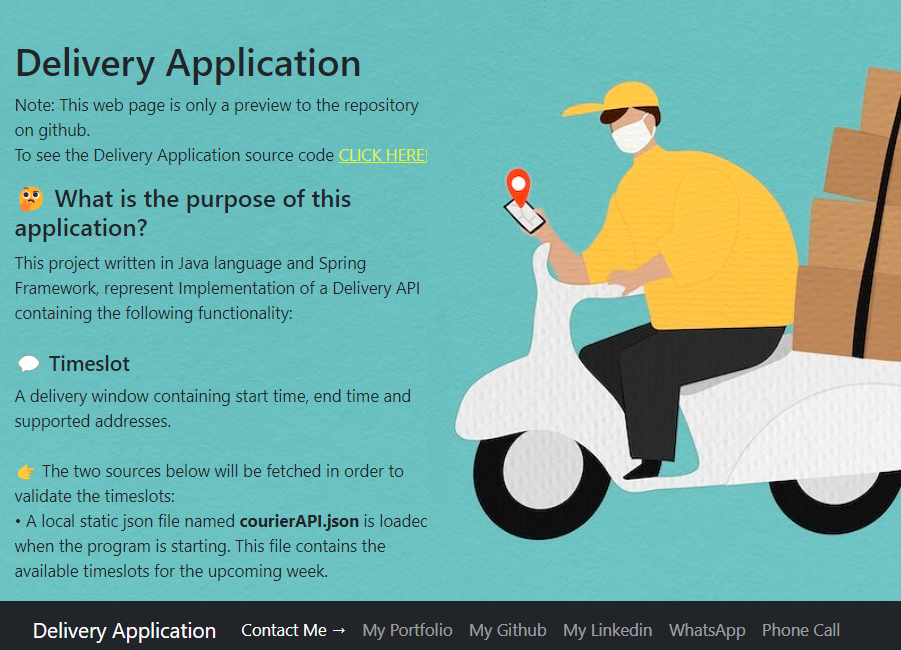 Delivery Application
Note: This web page is only a preview to the repository
on github.
To see the Delivery Application source code CLICK HERE!
🤔 What is the purpose of this
application?
This project written in Java language and Spring
Framework, represent Implementation of a Delivery API
containing the following functionality:
💬 Timeslot
A delivery window containing start time, end time and
supported addresses.
👉 The two sources below will be fetched in order to
validate the timeslots:
• A local static json file named courierAPI.json is loaded
when the program is starting. This file contains the
available timeslots for the upcoming week.
Delivery Application Contact Me → My Portfolio My Github My Linkedin WhatsApp Phone Call